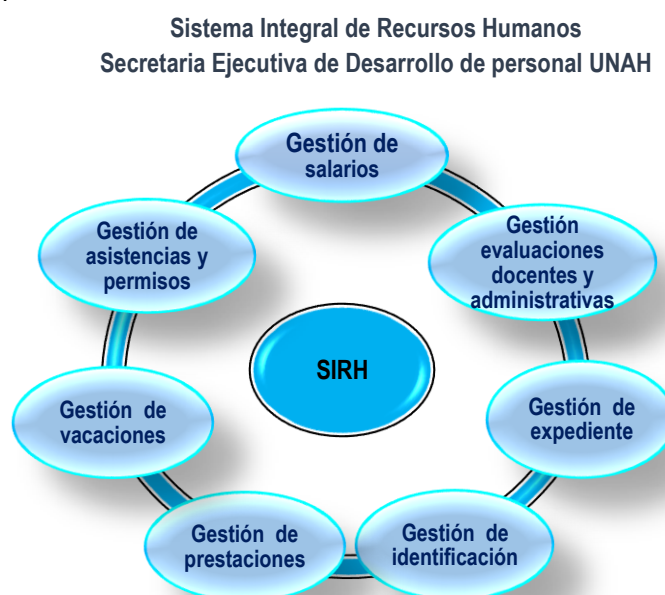 Sistema Integral de Recursos Humanos
Secretaria Ejecutiva de Desarrollo de personal UNAH
Gestión de
salarios
Gestión
evaluaciones
docentes y
administrativas
Gestión de
expediente
Gestión de
identificación
Gestión de
prestaciones
Gestión de
vacaciones
Gestión de
asistencias y
permisos
SIRH